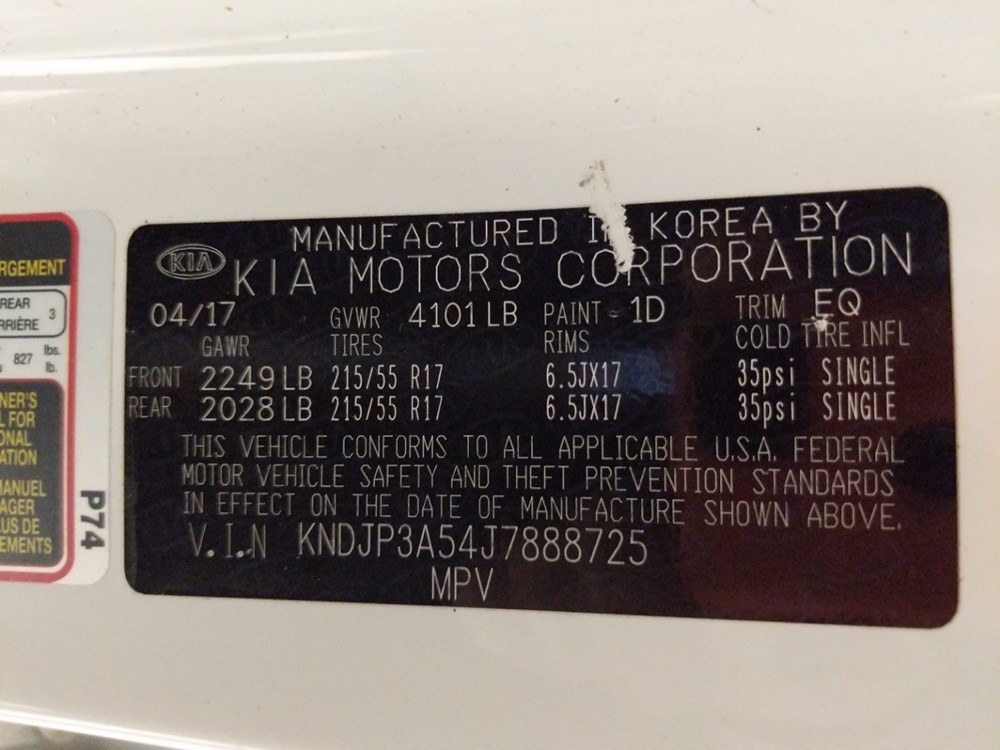 RGEMENT
REAR
RRIÈRE 3
827 lbs.
lb.
NER'S
L FOR
ONAL
ATION
MANUEL
AGER
LUS DE
EMENTS
P74
KIA
MANUFACTURED IN KOREA BY
KIA MOTORS CORPORATION
04/17 GVWR 4101 LB PAINT 1D TRIM EQ
GAWR TIRES RIMS COLD TIRE INFL
FRONT 2249 LB 215/55 R17 6.5JX17 35psi SINGLE
REAR 2028 LB 215/55 R17 6.5JX17 35psi SINGLE
THIS VEHICLE CONFORMS TO ALL APPLICABLE U.S.A. FEDERAL
MOTOR VEHICLE SAFETY AND THEFT PREVENTION STANDARDS
IN EFFECT ON THE DATE OF MANUFACTURE SHOWN ABOVE.
V.I.N KNDJP3A54J7888725
MPV